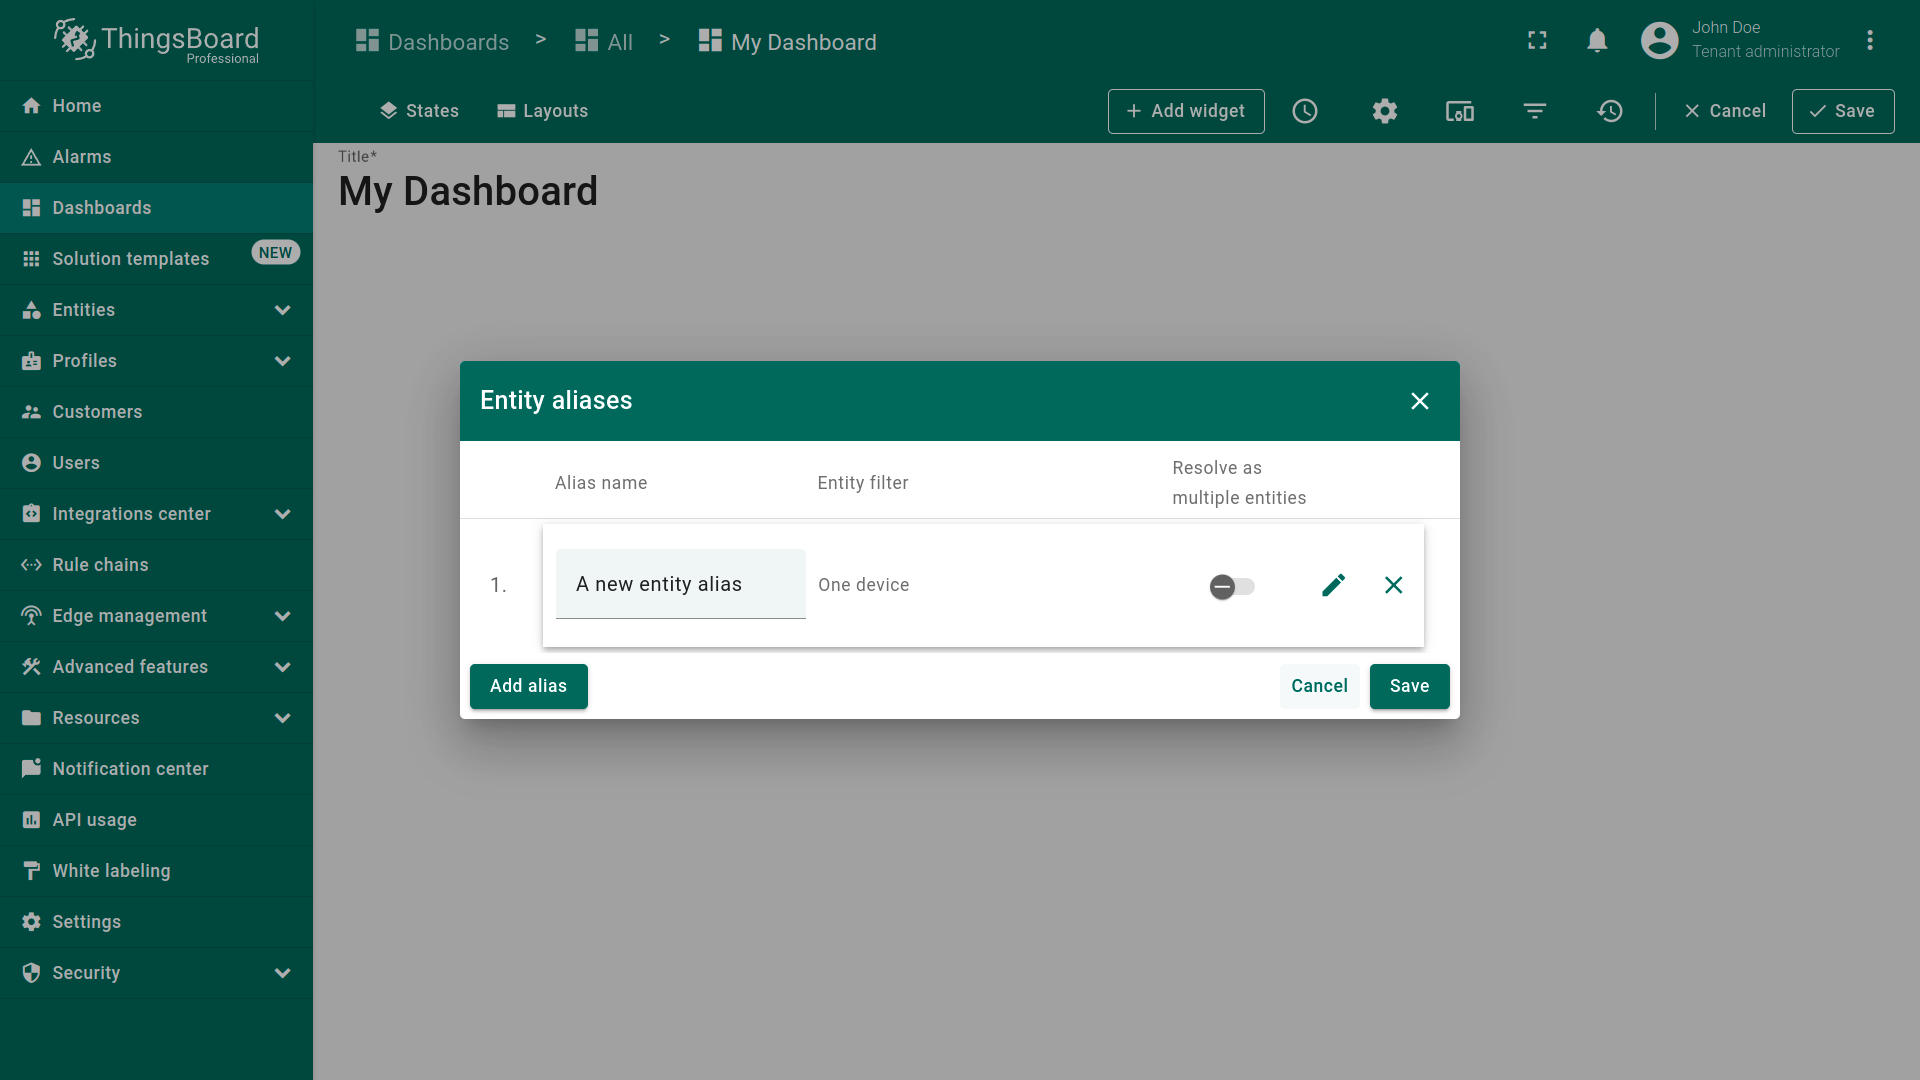 ThingsBoard
Professional
Dashboards > All > My Dashboard
John Doe
Tenant administrator
States
Layouts
+ Add widget
Cancel
Save
Home
Alarms
Dashboards
Solution templates NEW
Entities
Profiles
Customers
Users
Integrations center
Rule chains
Edge management
Advanced features
Resources
Notification center
API usage
White labeling
Settings
Security
Title*
My Dashboard
Entity aliases
Alias name
Entity filter
Resolve as
multiple entities
1.
A new entity alias
One device
Add alias
Cancel
Save